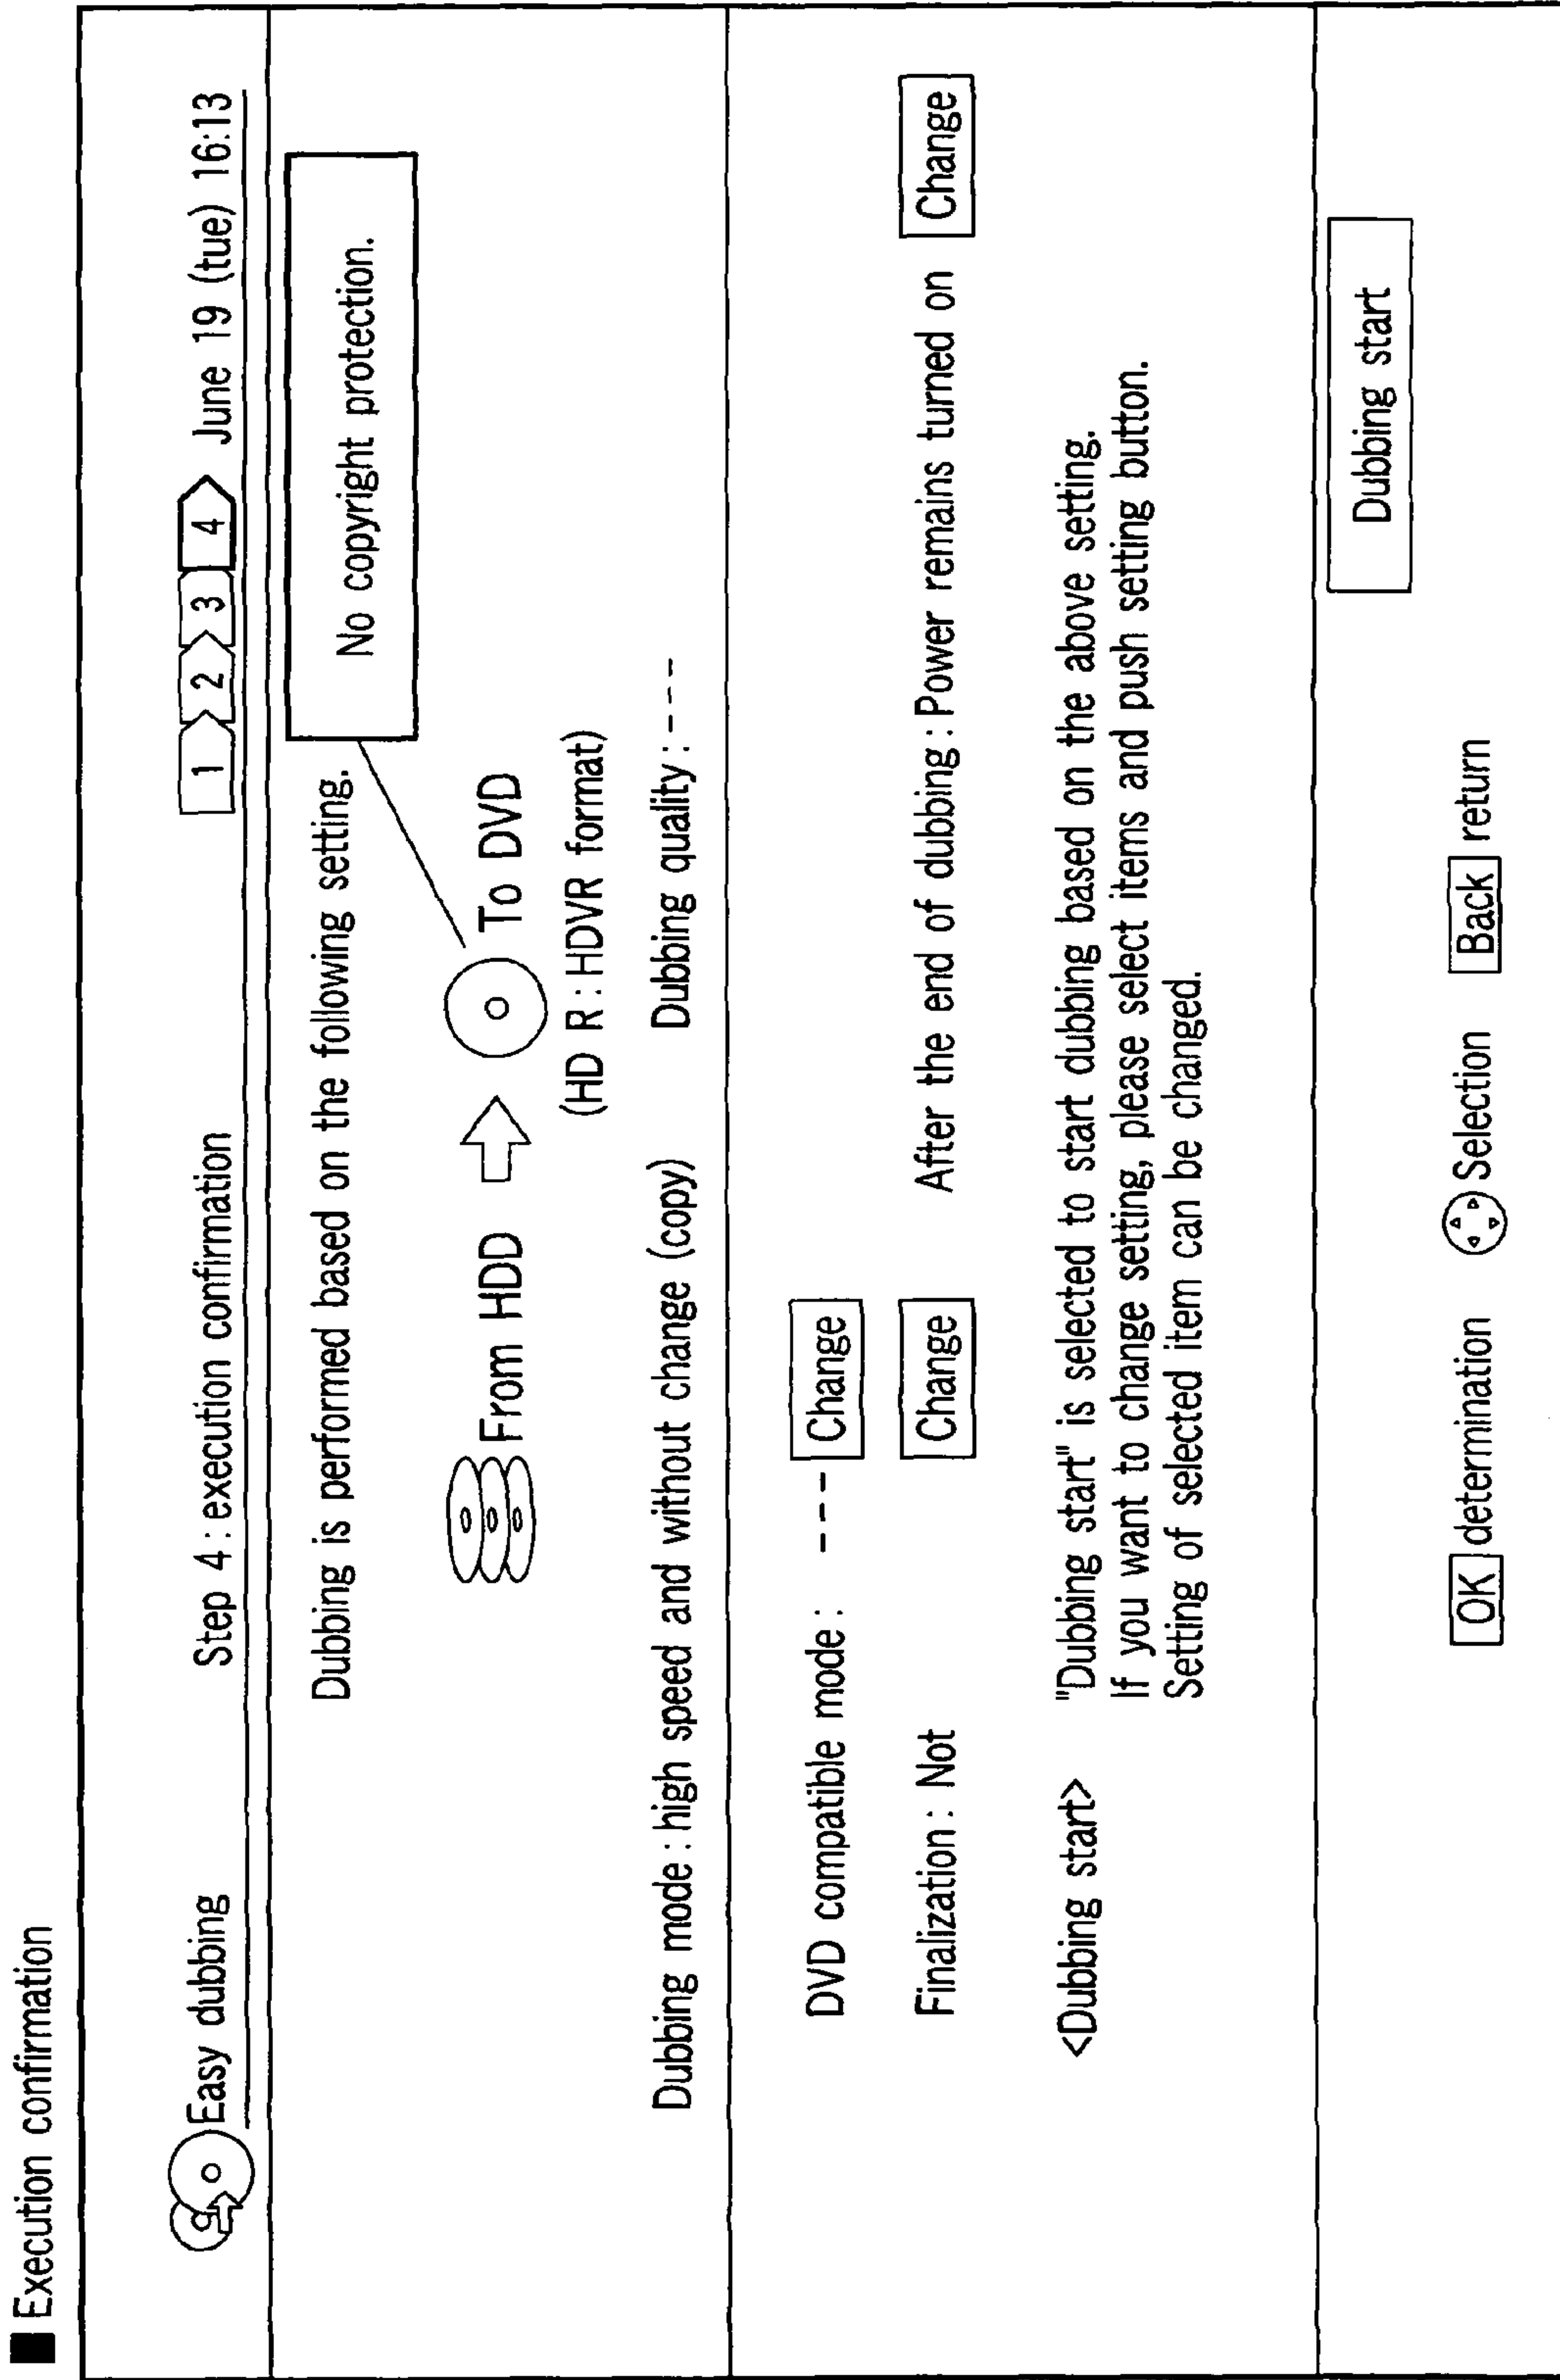 ■ Execution confirmation
Easy dubbing Step 4 : execution confirmation 1 2 3 4 June 19 (tue) 16:13
Dubbing is performed based on the following setting.
No copyright protection.
From HDD To DVD
(HD R : HDVR format)
Dubbing mode : high speed and without change (copy) Dubbing quality : - - -
DVD compatible mode : - - - Change
Finalization : Not Change After the end of dubbing : Power remains turned on Change
<Dubbing start> "Dubbing start" is selected to start dubbing based on the above setting.
If you want to change setting, please select items and push setting button.
Setting of selected item can be changed.
Dubbing start
OK determination Selection Back return